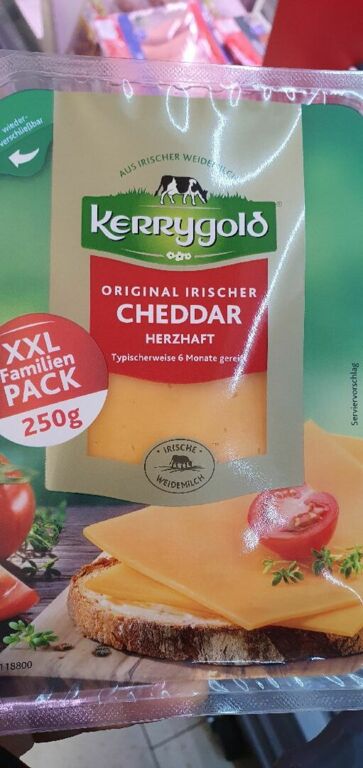 wieder-
verschließbar
AUS IRISCHER WEIDEMILCH
Kerrygold®
ORIGINAL IRISCHER
CHEDDAR
HERZHAFT
Typischerweise 6 Monate gereift
XXL
Familien
PACK
250g
Serviervorschlag
• IRISCHE •
WEIDEMILCH
118800